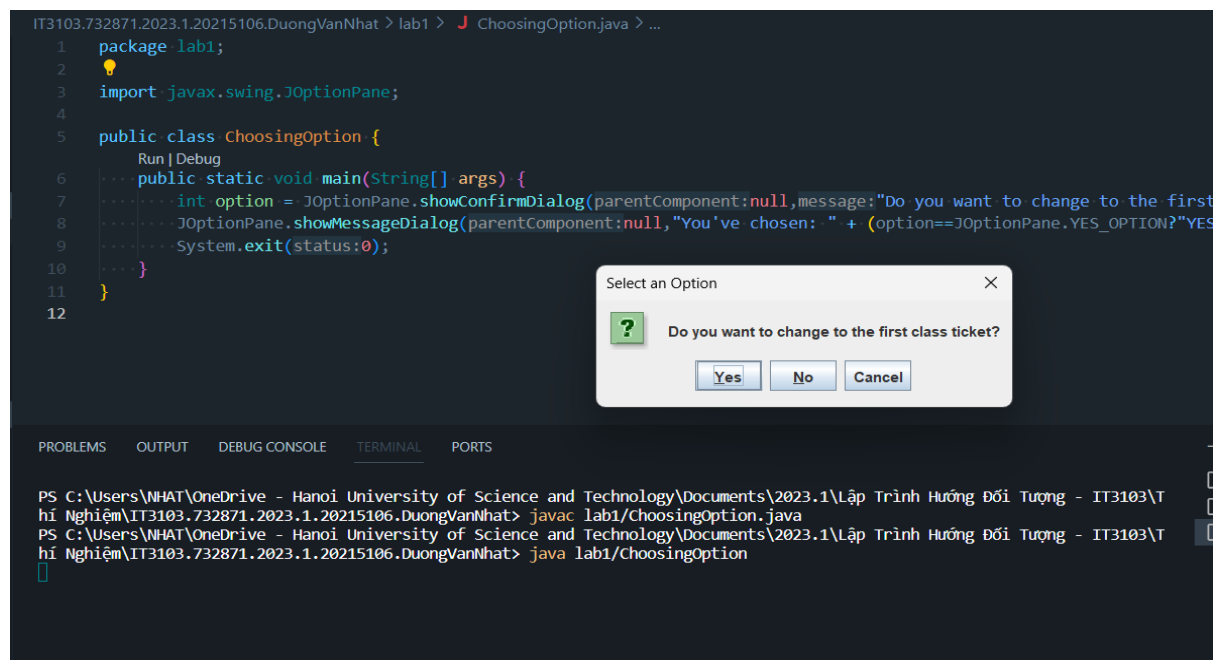 IT3103.732871.2023.1.20215106.DuongVanNhat > lab1 > J ChoosingOption.java > ...
1 package lab1;
2
3 import javax.swing.JOptionPane;
4
5 public class ChoosingOption {
Run | Debug
6 public static void main(String[] args) {
7 int option = JOptionPane.showConfirmDialog(parentComponent:null,message:"Do you want to change to the first
8 JOptionPane.showMessageDialog(parentComponent:null,"You've chosen: " + (option==JOptionPane.YES_OPTION?"YES
9 System.exit(status:0);
10 }
11 }
12
Select an Option
?
Do you want to change to the first class ticket?
Yes No Cancel
PROBLEMS OUTPUT DEBUG CONSOLE TERMINAL PORTS
PS C:\Users\NHAT\OneDrive - Hanoi University of Science and Technology\Documents\2023.1\Lập Trình Hướng Đối Tượng - IT3103\T
hí Nghiệm\IT3103.732871.2023.1.20215106.DuongVanNhat> javac lab1/ChoosingOption.java
PS C:\Users\NHAT\OneDrive - Hanoi University of Science and Technology\Documents\2023.1\Lập Trình Hướng Đối Tượng - IT3103\T
hí Nghiệm\IT3103.732871.2023.1.20215106.DuongVanNhat> java lab1/ChoosingOption